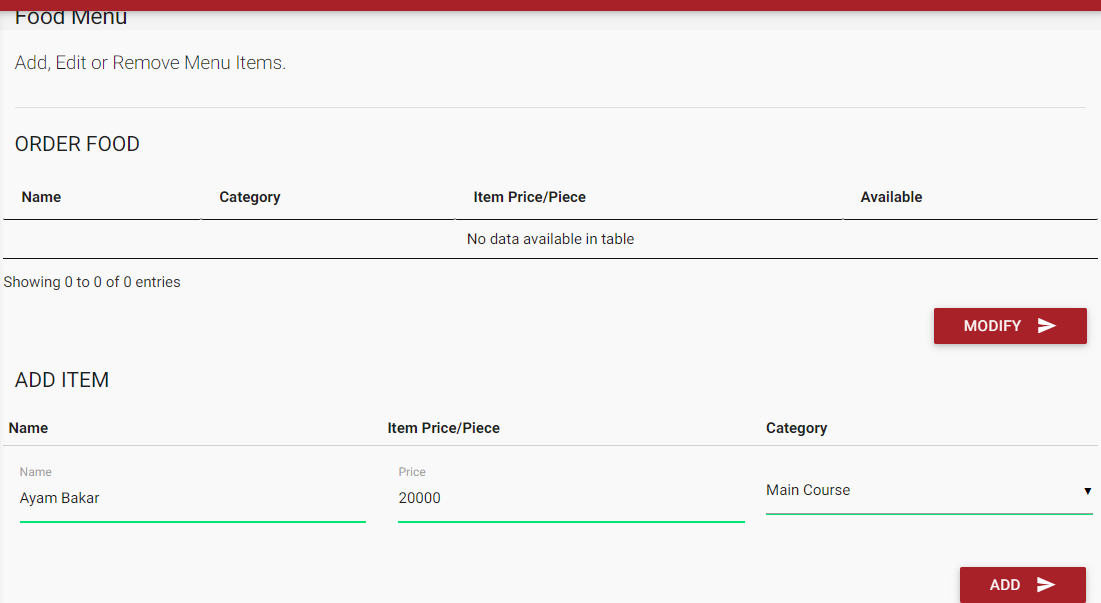 Food Menu
Add, Edit or Remove Menu Items.
ORDER FOOD
Name Category Item Price/Piece Available
No data available in table
Showing 0 to 0 of 0 entries
MODIFY
ADD ITEM
Name Item Price/Piece Category
Name Price
Ayam Bakar 20000 Main Course
ADD